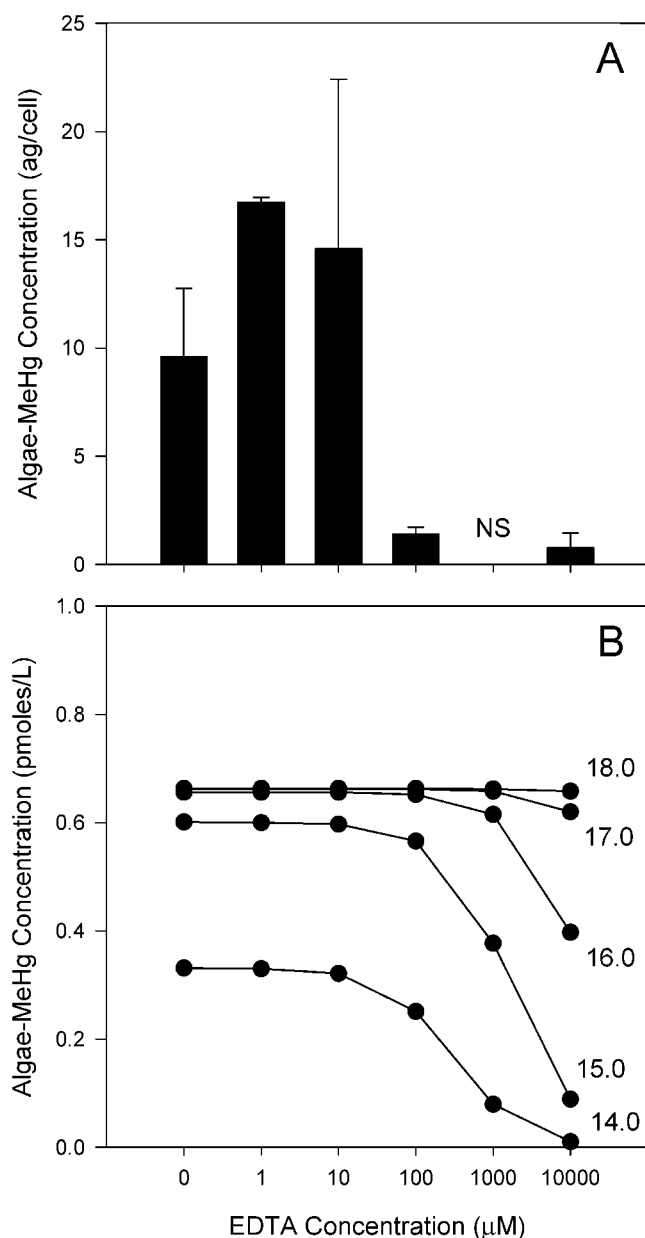 25
A
20
15
10
5
0
NS
Algae-MeHg Concentration (ag/cell)
1.0
B
0.8
0.6
0.4
0.2
0.0
Algae-MeHg Concentration (pmoles/L)
18.0
17.0
16.0
15.0
14.0
0 1 10 100 1000 10000
EDTA Concentration (μM)